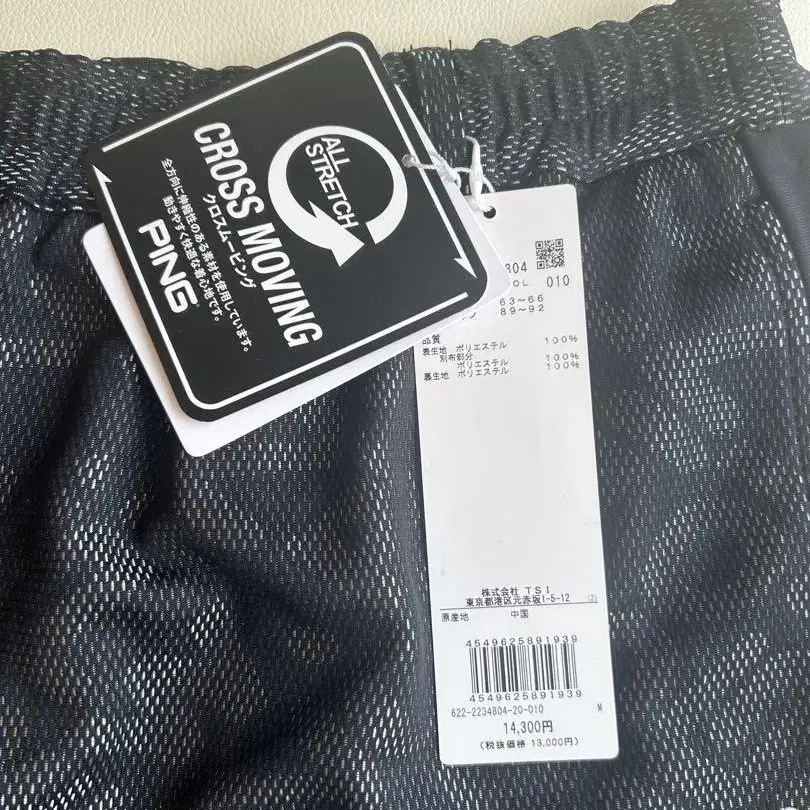 ALL
STRETCH
CROSS MOVING
クロスムービング
全方向に伸縮性のある素材を使用しています。
動きやすく快適な着心地です。
PING
804
OL. 010
63～66
89～92
品質
表生地 ポリエステル 100%
別布部分
ポリエステル 100%
裏生地 ポリエステル 100%
株式会社 TSI
東京都港区元赤坂1-5-12 (2)
原産地 中国
4549625891939
4549625891939
622-2234804-20-010 M
14,300円
(税抜価格 13,000円)